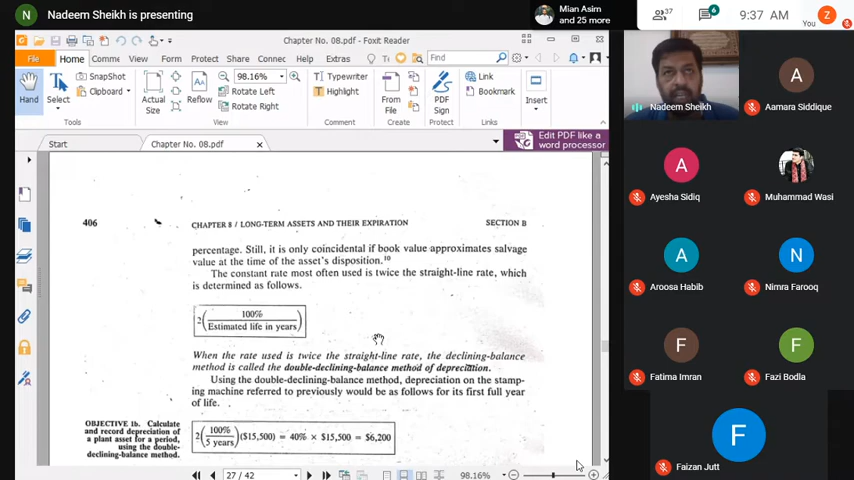 N Nadeem Sheikh is presenting
Mian Asim
and 25 more
37
6
9:37 AM
Z
You
Chapter No. 08.pdf - Foxit Reader
File
Home
Comme
View
Form
Protect
Share
Connec
Help
Extras
Find
Hand
Select
SnapShot
Clipboard
Actual
Size
Reflow
98.16%
Rotate Left
Rotate Right
Typewriter
Highlight
From
File
PDF
Sign
Link
Bookmark
Insert
Tools
View
Comment
Create
Protect
Links
Start
Chapter No. 08.pdf
Edit PDF like a
word processor
406
CHAPTER 8 / LONG-TERM ASSETS AND THEIR EXPIRATION
SECTION B
percentage. Still, it is only coincidental if book value approximates salvage
value at the time of the asset's disposition.10
The constant rate most often used is twice the straight-line rate, which
is determined as follows.
2(100%
Estimated life in years)
When the rate used is twice the straight-line rate, the declining-balance
method is called the double-declining-balance method of depreciation.
Using the double-declining-balance method, depreciation on the stamp-
ing machine referred to previously would be as follows for its first full year
of life.
OBJECTIVE 1b. Calculate
and record depreciation of
a plant asset for a period,
using the double-
declining-balance method.
2(100%
5 years)($15,500) = 40% × $15,500 = $6,200
27 / 42
98.16%
Nadeem Sheikh
A
Aamara Siddique
A
Ayesha Sidiq
Muhammad Wasi
A
Aroosa Habib
N
Nimra Farooq
F
Fatima Imran
F
Fazi Bodla
F
Faizan Jutt